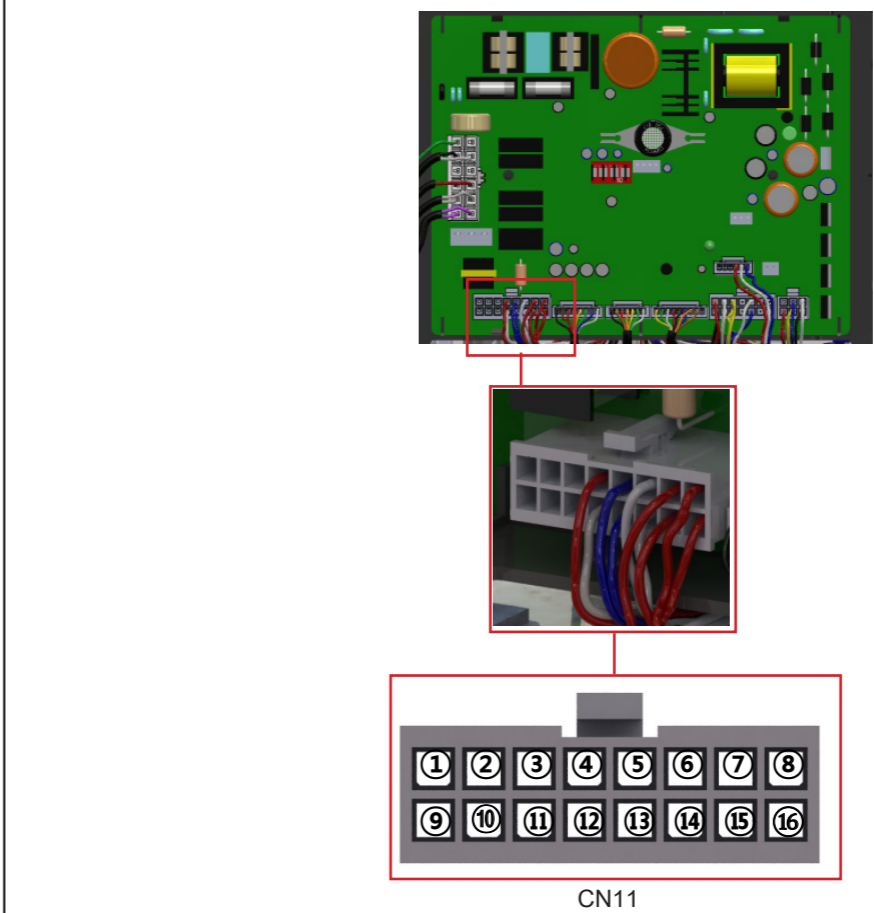 ① ② ③ ④ ⑤ ⑥ ⑦ ⑧
⑨ ⑩ ⑪ ⑫ ⑬ ⑭ ⑮ ⑯
CN11